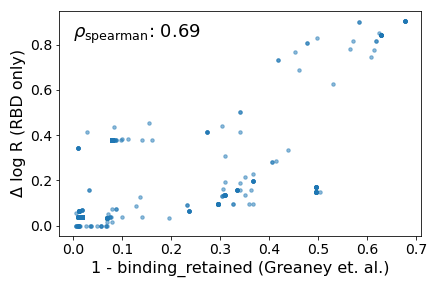 ρspearman: 0.69
Δ log R (RBD only)
0.8
0.6
0.4
0.2
0.0
0.0 0.1 0.2 0.3 0.4 0.5 0.6 0.7
1 - binding_retained (Greaney et. al.)